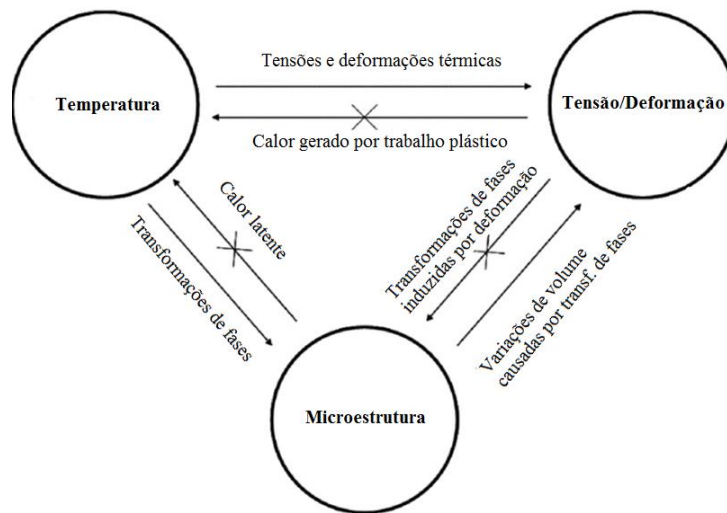 Tensões e deformações térmicas
Temperatura
Tensão/Deformação
Calor gerado por trabalho plástico
Calor latente
Transformações de fases
Transformações de fases
induzidas por deformação
Variações de volume
causadas por transf. de fases
Microestrutura